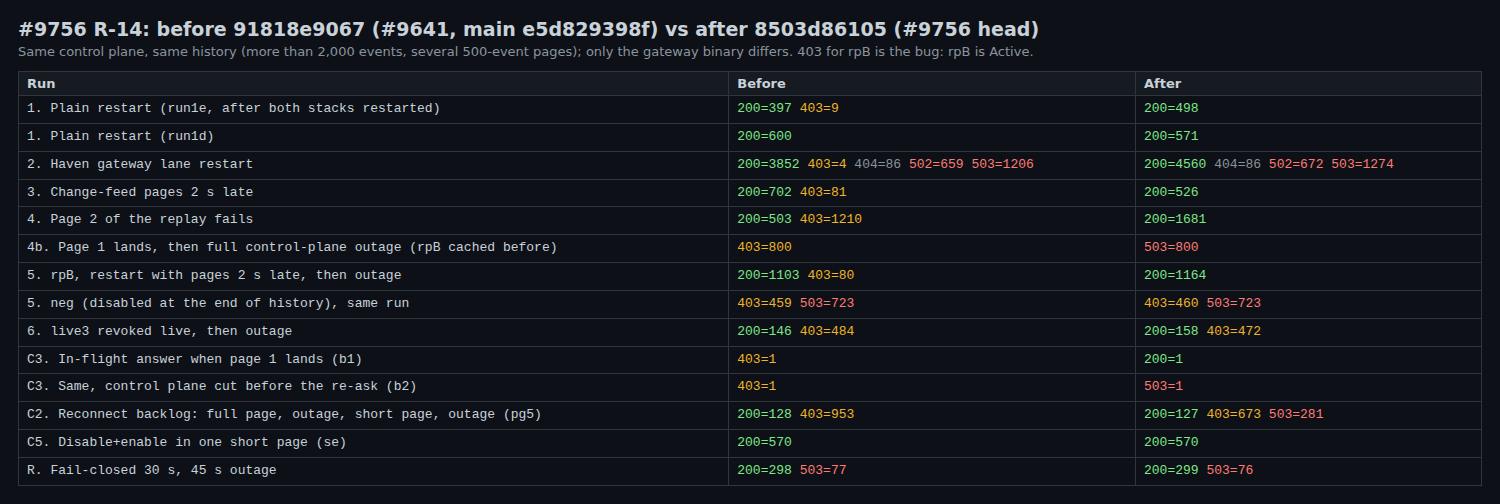 #9756 R-14: before 91818e9067 (#9641, main e5d829398f) vs after 8503d86105 (#9756 head)
Same control plane, same history (more than 2,000 events, several 500-event pages); only the gateway binary differs. 403 for rpB is the bug: rpB is Active.
Run Before After
1. Plain restart (run1e, after both stacks restarted) 200=397 403=9 200=498
1. Plain restart (run1d) 200=600 200=571
2. Haven gateway lane restart 200=3852 403=4 404=86 502=659 503=1206 200=4560 404=86 502=672 503=1274
3. Change-feed pages 2 s late 200=702 403=81 200=526
4. Page 2 of the replay fails 200=503 403=1210 200=1681
4b. Page 1 lands, then full control-plane outage (rpB cached before) 403=800 503=800
5. rpB, restart with pages 2 s late, then outage 200=1103 403=80 200=1164
5. neg (disabled at the end of history), same run 403=459 503=723 403=460 503=723
6. live3 revoked live, then outage 200=146 403=484 200=158 403=472
C3. In-flight answer when page 1 lands (b1) 403=1 200=1
C3. Same, control plane cut before the re-ask (b2) 403=1 503=1
C2. Reconnect backlog: full page, outage, short page, outage (pg5) 200=128 403=953 200=127 403=673 503=281
C5. Disable+enable in one short page (se) 200=570 200=570
R. Fail-closed 30 s, 45 s outage 200=298 503=77 200=299 503=76